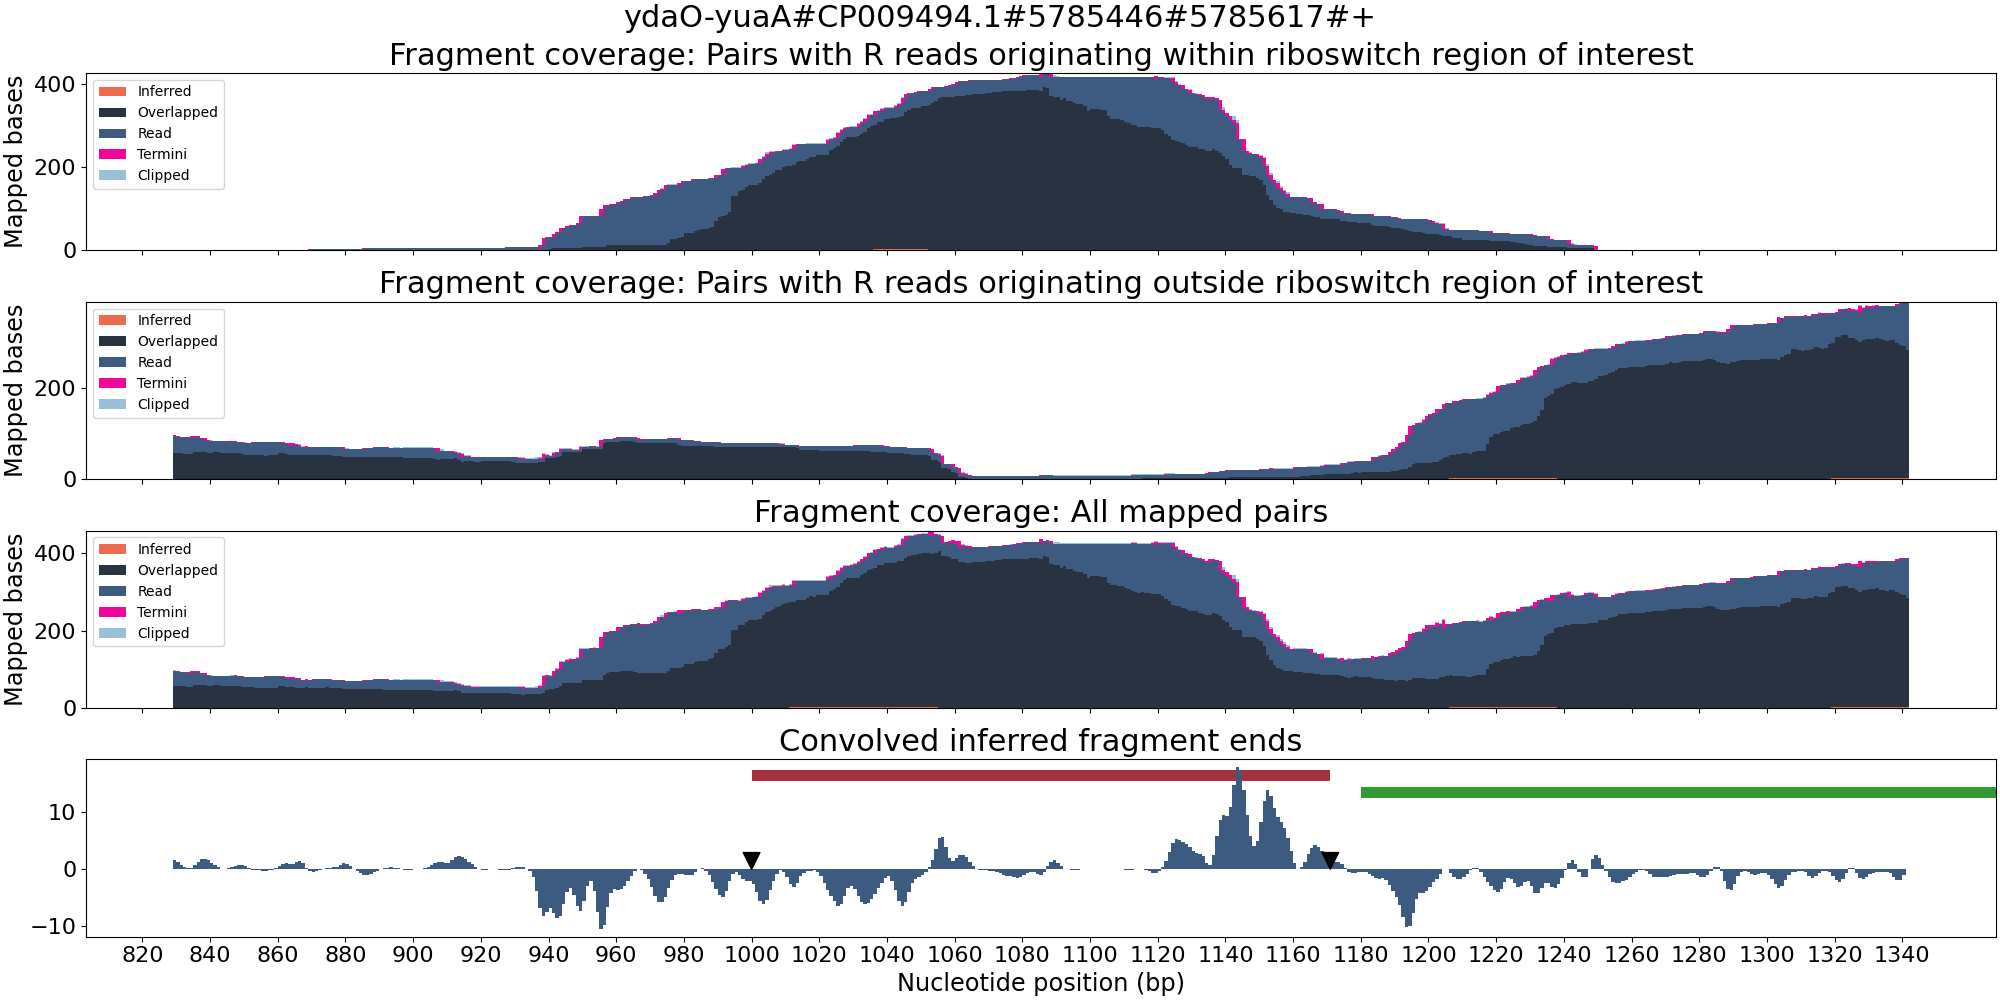 ydaO-yuaA#CP009494.1#5785446#5785617#+
Fragment coverage: Pairs with R reads originating within riboswitch region of interest
Mapped bases
400
200
0
Inferred
Overlapped
Read
Termini
Clipped
Fragment coverage: Pairs with R reads originating outside riboswitch region of interest
Mapped bases
200
0
Inferred
Overlapped
Read
Termini
Clipped
Fragment coverage: All mapped pairs
Mapped bases
400
200
0
Inferred
Overlapped
Read
Termini
Clipped
Convolved inferred fragment ends
10
0
−10
820 840 860 880 900 920 940 960 980 1000 1020 1040 1060 1080 1100 1120 1140 1160 1180 1200 1220 1240 1260 1280 1300 1320 1340
Nucleotide position (bp)